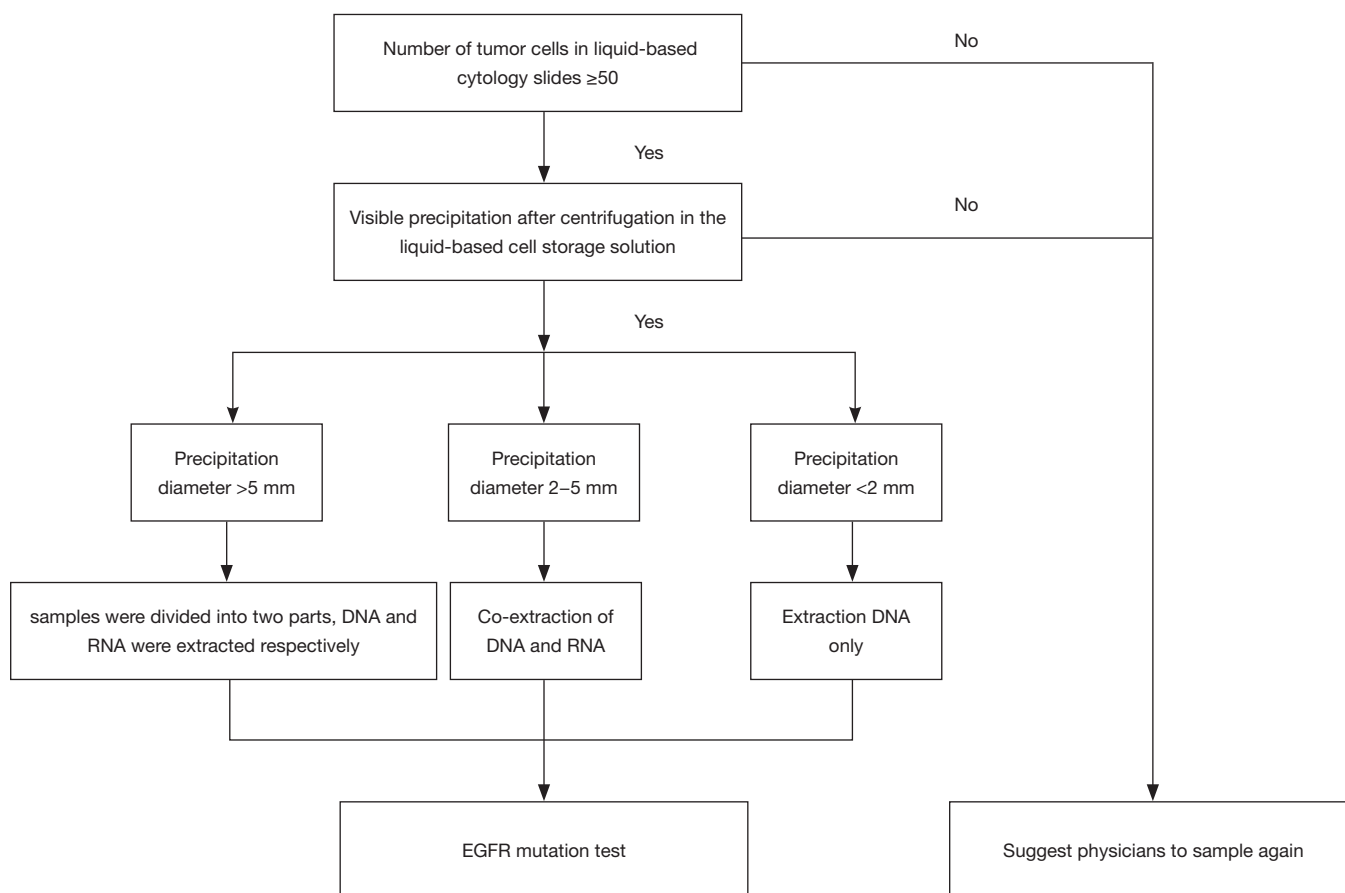 Number of tumor cells in liquid-based
cytology slides ≥50
No
Yes
Visible precipitation after centrifugation in the
liquid-based cell storage solution
No
Yes
Precipitation
diameter >5 mm
Precipitation
diameter 2–5 mm
Precipitation
diameter <2 mm
samples were divided into two parts, DNA and
RNA were extracted respectively
Co-extraction of
DNA and RNA
Extraction DNA
only
EGFR mutation test
Suggest physicians to sample again